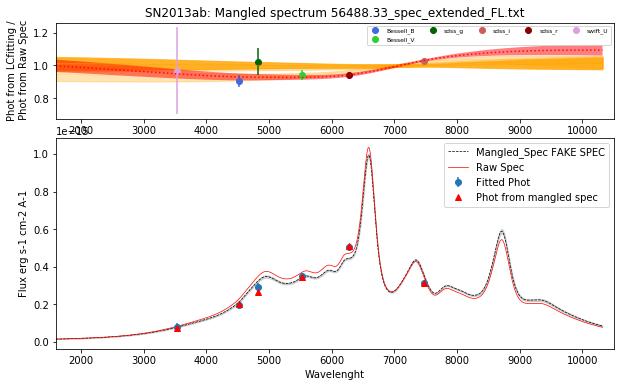 SN2013ab: Mangled spectrum 56488.33_spec_extended_FL.txt
Phot from LCfitting /
Phot from Raw Spec
1.2
1.0
0.8
Bessell_B
Bessell_V
sdss_g
sdss_i
sdss_r
swift_U
2000 3000 4000 5000 6000 7000 8000 9000 10000
Flux erg s-1 cm-2 A-1
1.0
0.8
0.6
0.4
0.2
0.0
Mangled_Spec FAKE SPEC
Raw Spec
Fitted Phot
Phot from mangled spec
2000 3000 4000 5000 6000 7000 8000 9000 10000
Wavelenght